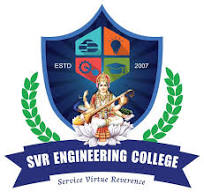 ESTD 2007
SVR ENGINEERING COLLEGE
Service Virtue Reverence